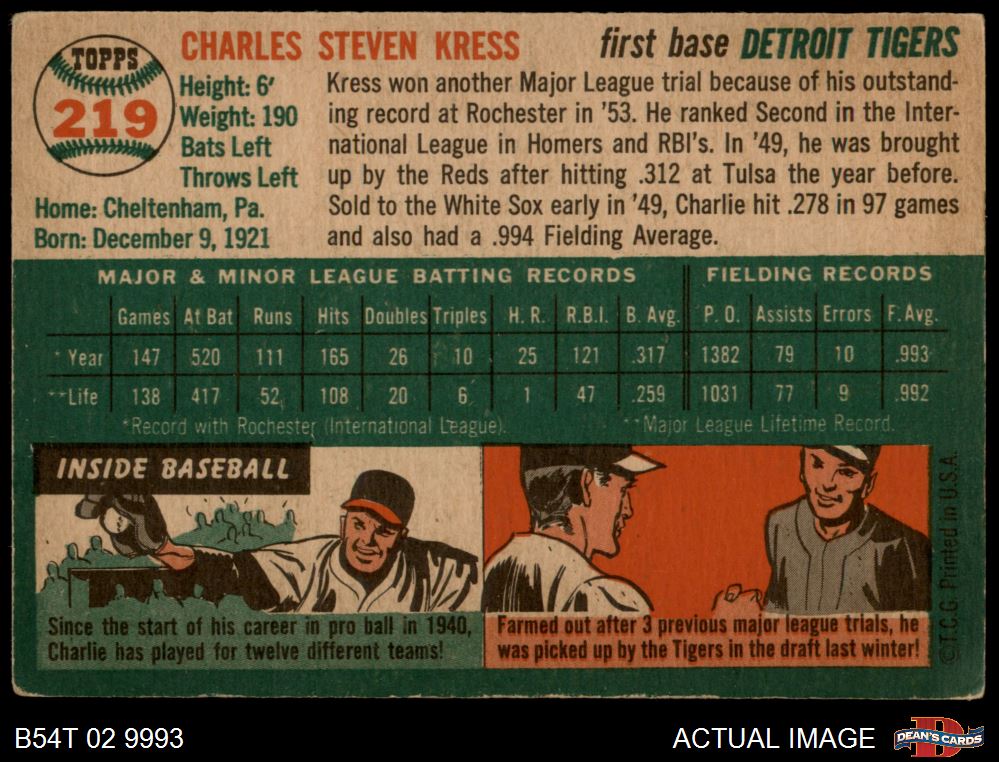 TOPPS
219
CHARLES STEVEN KRESS
first base DETROIT TIGERS
Height: 6'
Weight: 190
Bats Left
Throws Left
Home: Cheltenham, Pa.
Born: December 9, 1921
Kress won another Major League trial because of his outstand-
ing record at Rochester in '53. He ranked Second in the Inter-
national League in Homers and RBI's. In '49, he was brought
up by the Reds after hitting .312 at Tulsa the year before.
Sold to the White Sox early in '49, Charlie hit .278 in 97 games
and also had a .994 Fielding Average.
MAJOR & MINOR LEAGUE BATTING RECORDS FIELDING RECORDS
Games At Bat Runs Hits Doubles Triples H. R. R.B.I. B. Avg. P. O. Assists Errors F. Avg.
* Year 147 520 111 165 26 10 25 121 .317 1382 79 10 .993
**Life 138 417 52 108 20 6 1 47 .259 1031 77 9 .992
*Record with Rochester (International League). **Major League Lifetime Record.
INSIDE BASEBALL
Since the start of his career in pro ball in 1940,
Charlie has played for twelve different teams!
Farmed out after 3 previous major league trials, he
was picked up by the Tigers in the draft last winter!
©T.C.G. Printed in U.S.A.
B54T 02 9993
ACTUAL IMAGE
DEAN'S CARDS